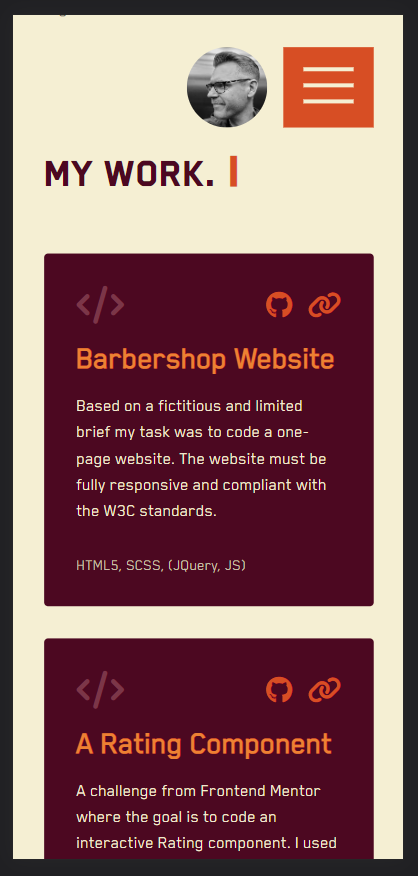 MY WORK.
Barbershop Website
Based on a fictitious and limited
brief my task was to code a one-
page website. The website must be
fully responsive and compliant with
the W3C standards.
HTML5, SCSS, (JQuery, JS)
A Rating Component
A challenge from Frontend Mentor
where the goal is to code an
interactive Rating component. I used